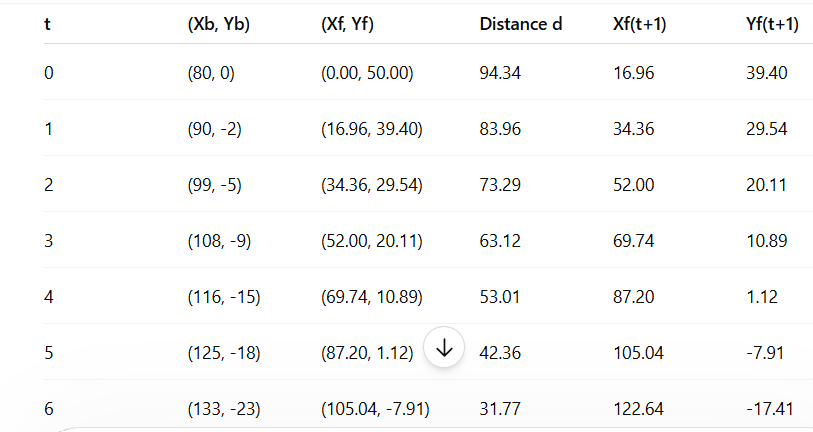 t (Xb, Yb) (Xf, Yf) Distance d Xf(t+1) Yf(t+1)
0 (80, 0) (0.00, 50.00) 94.34 16.96 39.40
1 (90, -2) (16.96, 39.40) 83.96 34.36 29.54
2 (99, -5) (34.36, 29.54) 73.29 52.00 20.11
3 (108, -9) (52.00, 20.11) 63.12 69.74 10.89
4 (116, -15) (69.74, 10.89) 53.01 87.20 1.12
5 (125, -18) (87.20, 1.12) 42.36 105.04 -7.91
6 (133, -23) (105.04, -7.91) 31.77 122.64 -17.41